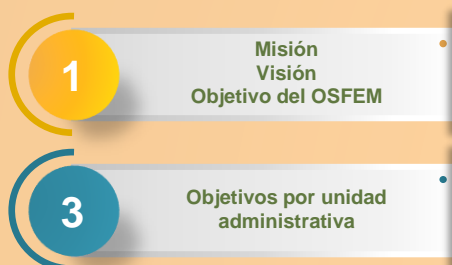 1
Misión
Visión
Objetivo del OSFEM
3
Objetivos por unidad
administrativa